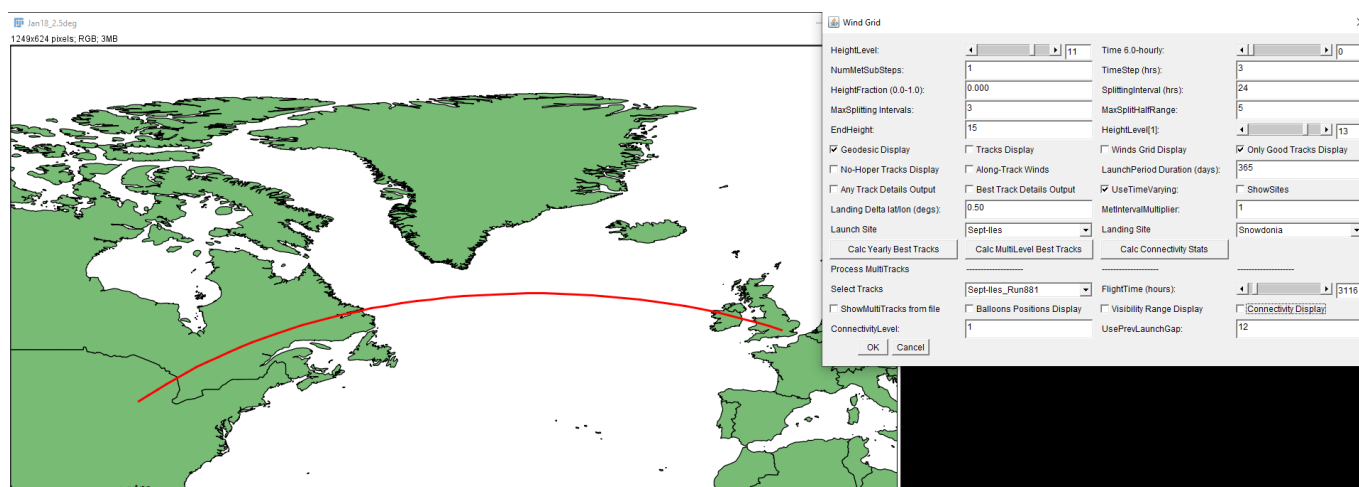 Jan18_2.5deg
1249x624 pixels; RGB; 3MB
Wind Grid
HeightLevel: 11 Time 6.0-hourly: 0
NumMetSubSteps: 1 TimeStep (hrs): 3
HeightFraction (0.0-1.0): 0.000 SplittingInterval (hrs): 24
MaxSplitting Intervals: 3 MaxSplitHalfRange: 5
EndHeight: 15 HeightLevel[1]: 13
Geodesic Display Tracks Display Winds Grid Display Only Good Tracks Display
No-Hoper Tracks Display Along-Track Winds LaunchPeriod Duration (days): 365
Any Track Details Output Best Track Details Output UseTimeVarying: ShowSites
Landing Delta lat/lon (degs): 0.50 MetIntervalMultiplier: 1
Launch Site Sept-Iles Landing Site Snowdonia
Calc Yearly Best Tracks Calc MultiLevel Best Tracks Calc Connectivity Stats
Process MultiTracks ------------------- ------------------- -------------------
Select Tracks Sept-Iles_Run881 FlightTime (hours): 3116
ShowMultiTracks from file Balloons Positions Display Visibility Range Display Connectivity Display
ConnectivityLevel: 1 UsePrevLaunchGap: 12
OK Cancel